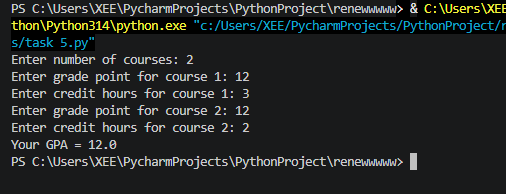 PS C:\Users\XEE\PycharmProjects\PythonProject\renewwwww> & C:\Users\XEE
thon\Python314\python.exe "c:/Users/XEE/PycharmProjects/PythonProject/r
s/task 5.py"
Enter number of courses: 2
Enter grade point for course 1: 12
Enter credit hours for course 1: 3
Enter grade point for course 2: 12
Enter credit hours for course 2: 2
Your GPA = 12.0
PS C:\Users\XEE\PycharmProjects\PythonProject\renewwwww>